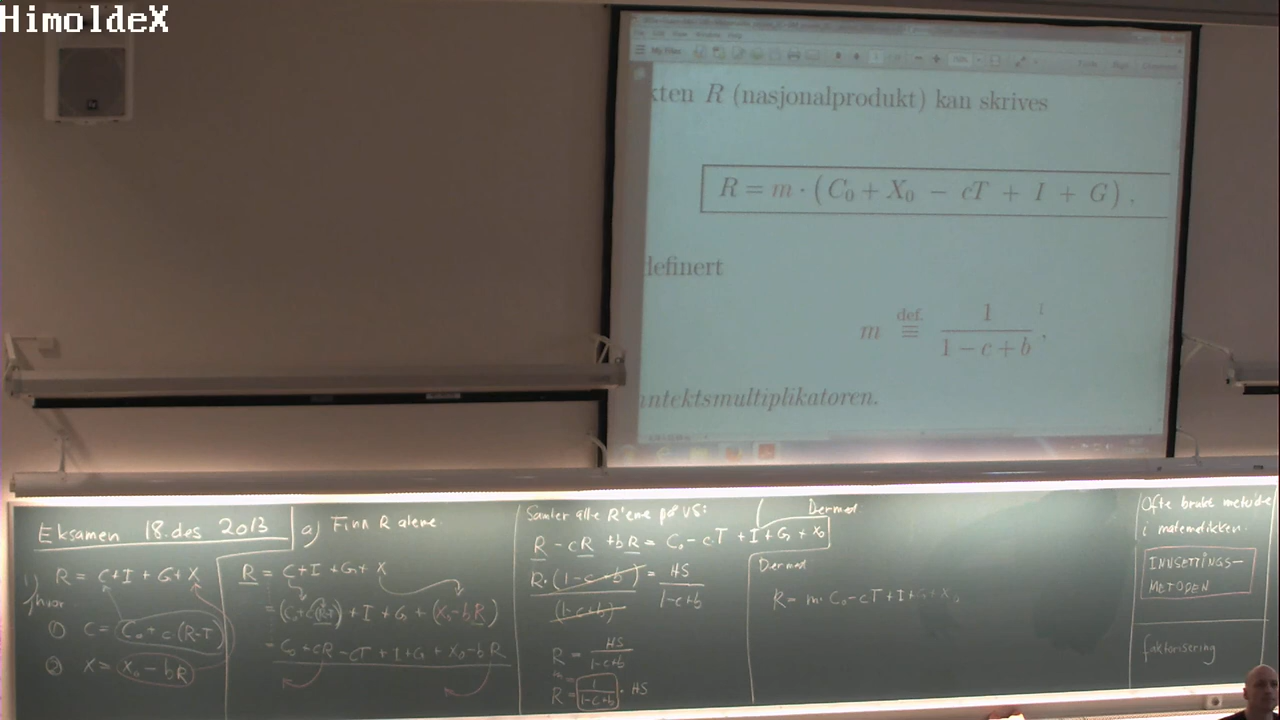 HimoldeX
kten R (nasjonalprodukt) kan skrives
R = m · ( C₀ + X₀ − cT + I + G ) ,
definert
m def. ≡ 1 / (1 − c + b) ,
ntektsmultiplikatoren.
Eksamen 18. des 2013
R = C + I + G + X
hvor
① C = C₀ + c·(R-T)
② X = X₀ - bR
a) Finn R alene.
R = C + I + G + X
= (C₀ + c(R-T)) + I + G + (X₀ - bR)
= C₀ + cR - cT + I + G + X₀ - bR
Samler alle R'ene på VS:
R - cR + bR = C₀ - cT + I + G + X₀
R · (1-c+b) / (1-c+b) = HS / 1-c+b
R = HS / 1-c+b
R = 1 / 1-c+b · HS
Dermed
Dermed
R = m· C₀ - cT + I + G + X₀
Ofte brukt metode
i matematikken.
INNSETTINGS-
METODEN
faktorisering